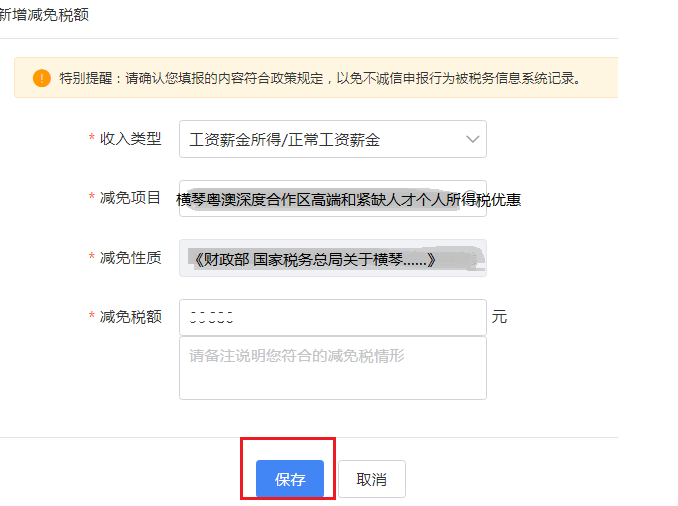 新增减免税额
特别提醒：请确认您填报的内容符合政策规定，以免不诚信申报行为被税务信息系统记录。
* 收入类型 工资薪金所得/正常工资薪金
* 减免项目 横琴粤澳深度合作区高端和紧缺人才个人所得税优惠
* 减免性质 《财政部 国家税务总局关于横琴......》
* 减免税额 元
请备注说明您符合的减免税情形
保存 取消